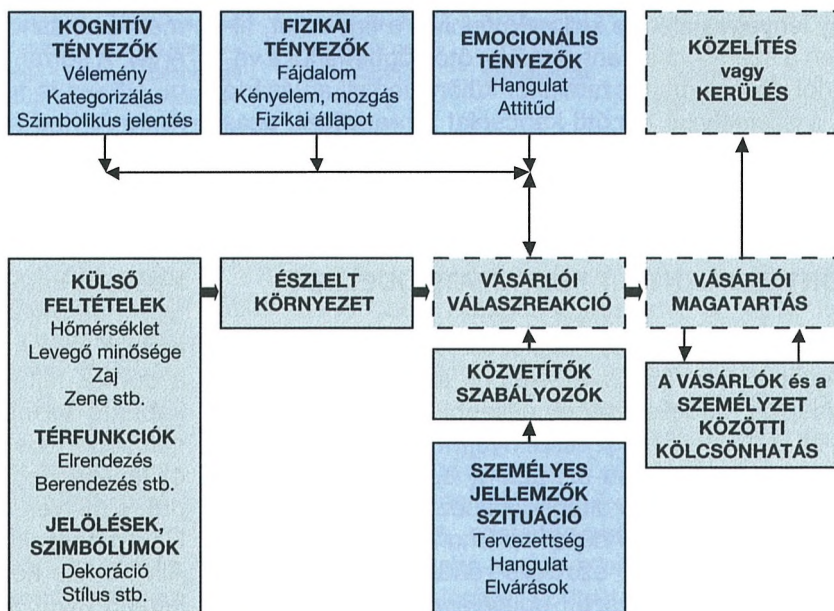 KOGNITÍV
TÉNYEZŐK
Vélemény
Kategorizálás
Szimbolikus jelentés
FIZIKAI
TÉNYEZŐK
Fájdalom
Kényelem, mozgás
Fizikai állapot
EMOCIONÁLIS
TÉNYEZŐK
Hangulat
Attitűd
KÖZELÍTÉS
vagy
KERÜLÉS
KÜLSŐ
FELTÉTELEK
Hőmérséklet
Levegő minősége
Zaj
Zene stb.
TÉRFUNKCIÓK
Elrendezés
Berendezés stb.
JELÖLÉSEK,
SZIMBÓLUMOK
Dekoráció
Stílus stb.
ÉSZLELT
KÖRNYEZET
VÁSÁRLÓI
VÁLASZREAKCIÓ
VÁSÁRLÓI
MAGATARTÁS
KÖZVETÍTŐK
SZABÁLYOZÓK
A VÁSÁRLÓK és a
SZEMÉLYZET
KÖZÖTTI
KÖLCSÖNHATÁS
SZEMÉLYES
JELLEMZŐK
SZITUÁCIÓ
Tervezettség
Hangulat
Elvárások